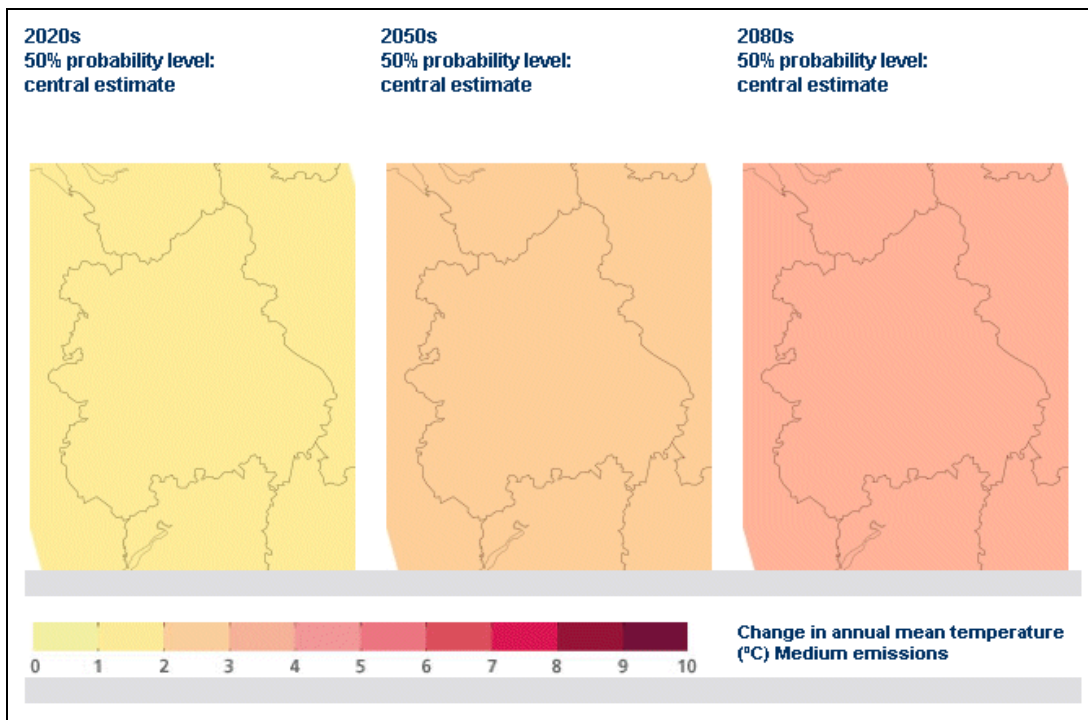 2020s
50% probability level:
central estimate
2050s
50% probability level:
central estimate
2080s
50% probability level:
central estimate
0 1 2 3 4 5 6 7 8 9 10
Change in annual mean temperature
(ºC) Medium emissions